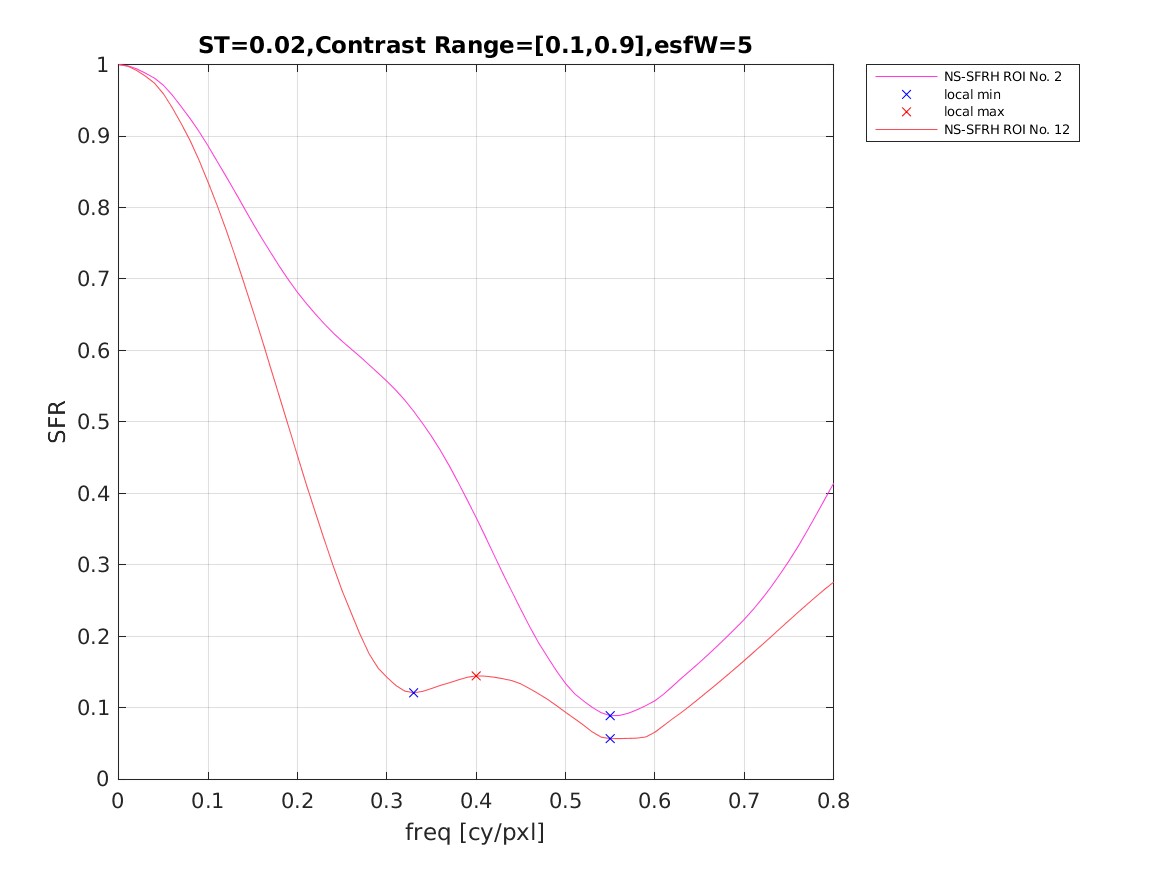 ST=0.02,Contrast Range=[0.1,0.9],esfW=5
NS-SFRH ROI No. 2
local min
local max
NS-SFRH ROI No. 12
1
0.9
0.8
0.7
0.6
0.5
0.4
0.3
0.2
0.1
0
SFR
0 0.1 0.2 0.3 0.4 0.5 0.6 0.7 0.8
freq [cy/pxl]